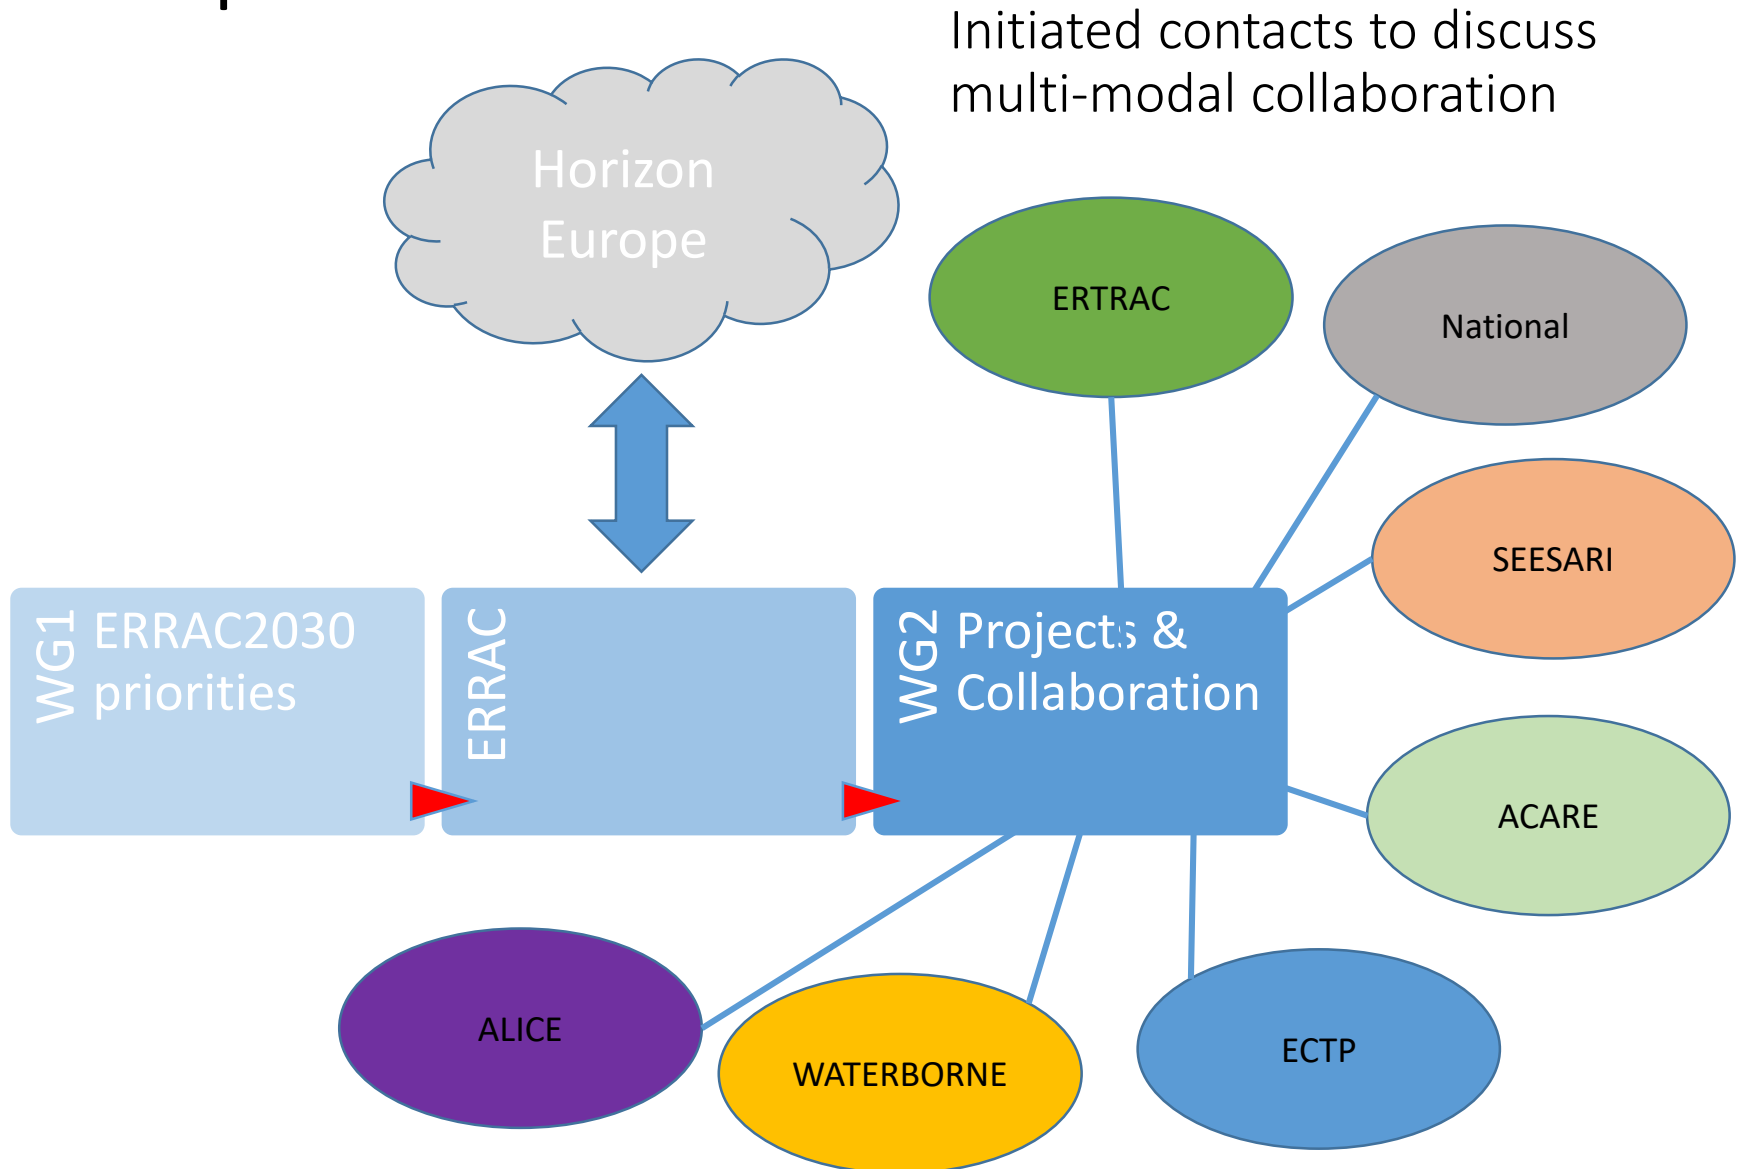 Initiated contacts to discuss
multi-modal collaboration
Horizon
Europe
ERTRAC
National
SEESARI
WG1
ERRAC2030
priorities
ERRAC
WG2
Projects &
Collaboration
ACARE
ALICE
WATERBORNE
ECTP